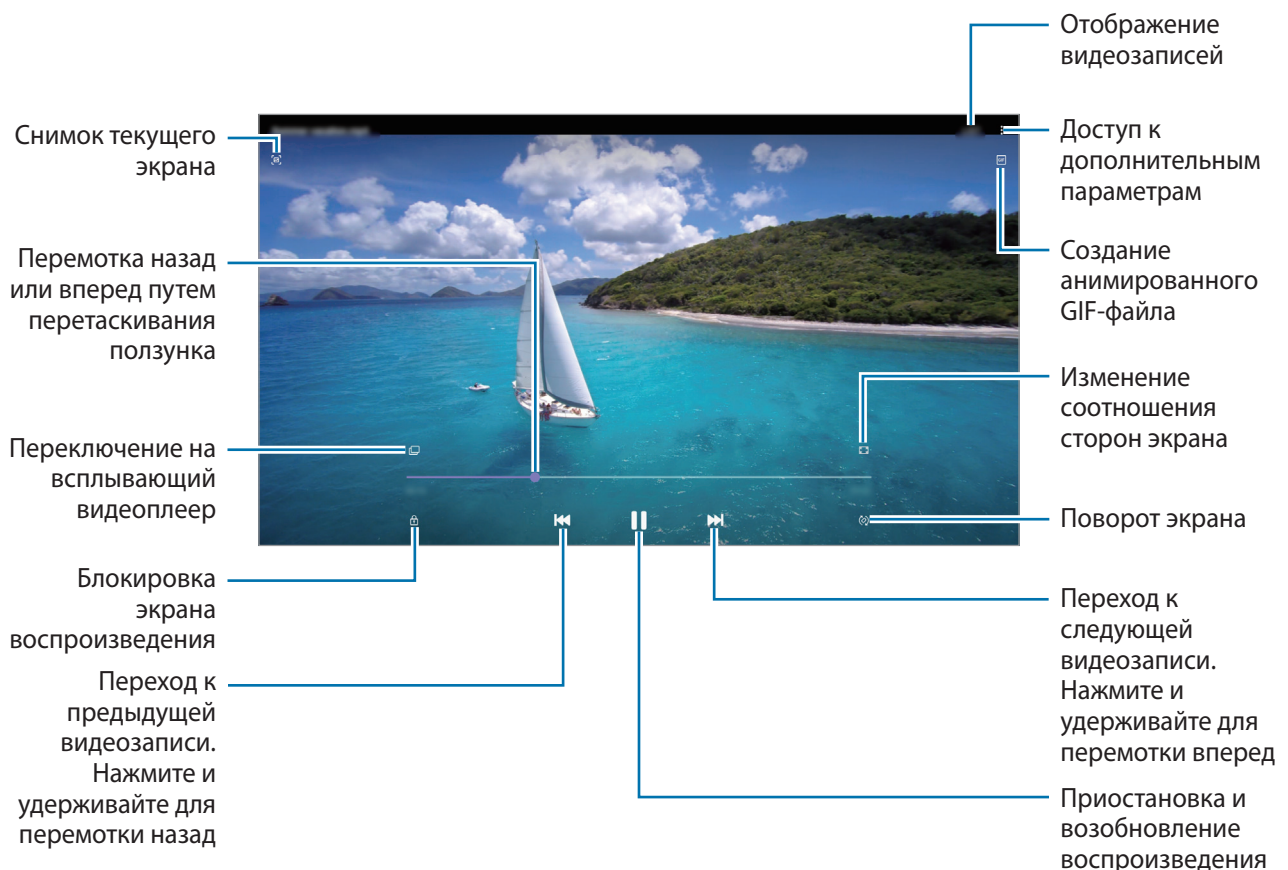 Отображение
видеозаписей
Снимок текущего
экрана
Доступ к
дополнительным
параметрам
Перемотка назад
или вперед путем
перетаскивания
ползунка
Создание
анимированного
GIF-файла
Изменение
соотношения
сторон экрана
Переключение на
всплывающий
видеоплеер
Поворот экрана
Блокировка
экрана
воспроизведения
Переход к
следующей
видеозаписи.
Нажмите и
удерживайте для
перемотки вперед
Переход к
предыдущей
видеозаписи.
Нажмите и
удерживайте для
перемотки назад
Приостановка и
возобновление
воспроизведения